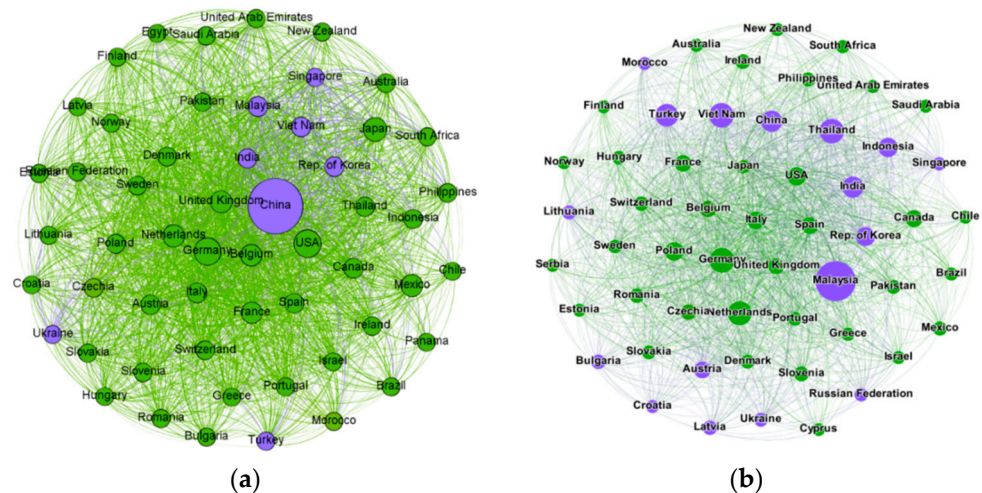 United Arab Emirates
Egypt
Saudi Arabia
New Zealand
Finland
Singapore
Australia
Latvia
Pakistan
Malaysia
Norway
Viet Nam
Japan
South Africa
Denmark
India
Rep. of Korea
Estonia
Russian Federation
Sweden
Philippines
United Kingdom
China
Thailand
Indonesia
Lithuania
Poland
Netherlands
Germany
Belgium
USA
Croatia
Czechia
Canada
Chile
Austria
Italy
Spain
Mexico
France
Ukraine
Ireland
Slovakia
Switzerland
Panama
Slovenia
Israel
Hungary
Greece
Portugal
Brazil
Romania
Bulgaria
Turkey
Morocco
(a)
New Zealand
Australia
South Africa
Morocco
Ireland
Philippines
United Arab Emirates
Finland
Turkey
Viet Nam
China
Thailand
Saudi Arabia
Indonesia
Norway
Hungary
France
Japan
Singapore
USA
India
Lithuania
Switzerland
Belgium
Italy
Spain
Canada
Chile
Rep. of Korea
Sweden
Poland
Serbia
Germany
United Kingdom
Malaysia
Brazil
Pakistan
Romania
Estonia
Czechia
Netherlands
Portugal
Mexico
Greece
Slovakia
Israel
Bulgaria
Austria
Denmark
Slovenia
Russian Federation
Croatia
Latvia
Ukraine
Cyprus
(b)